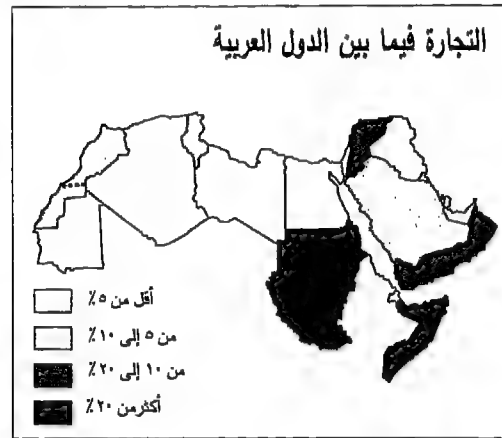 التجارة فيما بين الدول العربية
أقل من ٥٪
من ٥ إلى ١٠٪
من ١٠ إلى ٢٠٪
أكثر من ٢٠٪